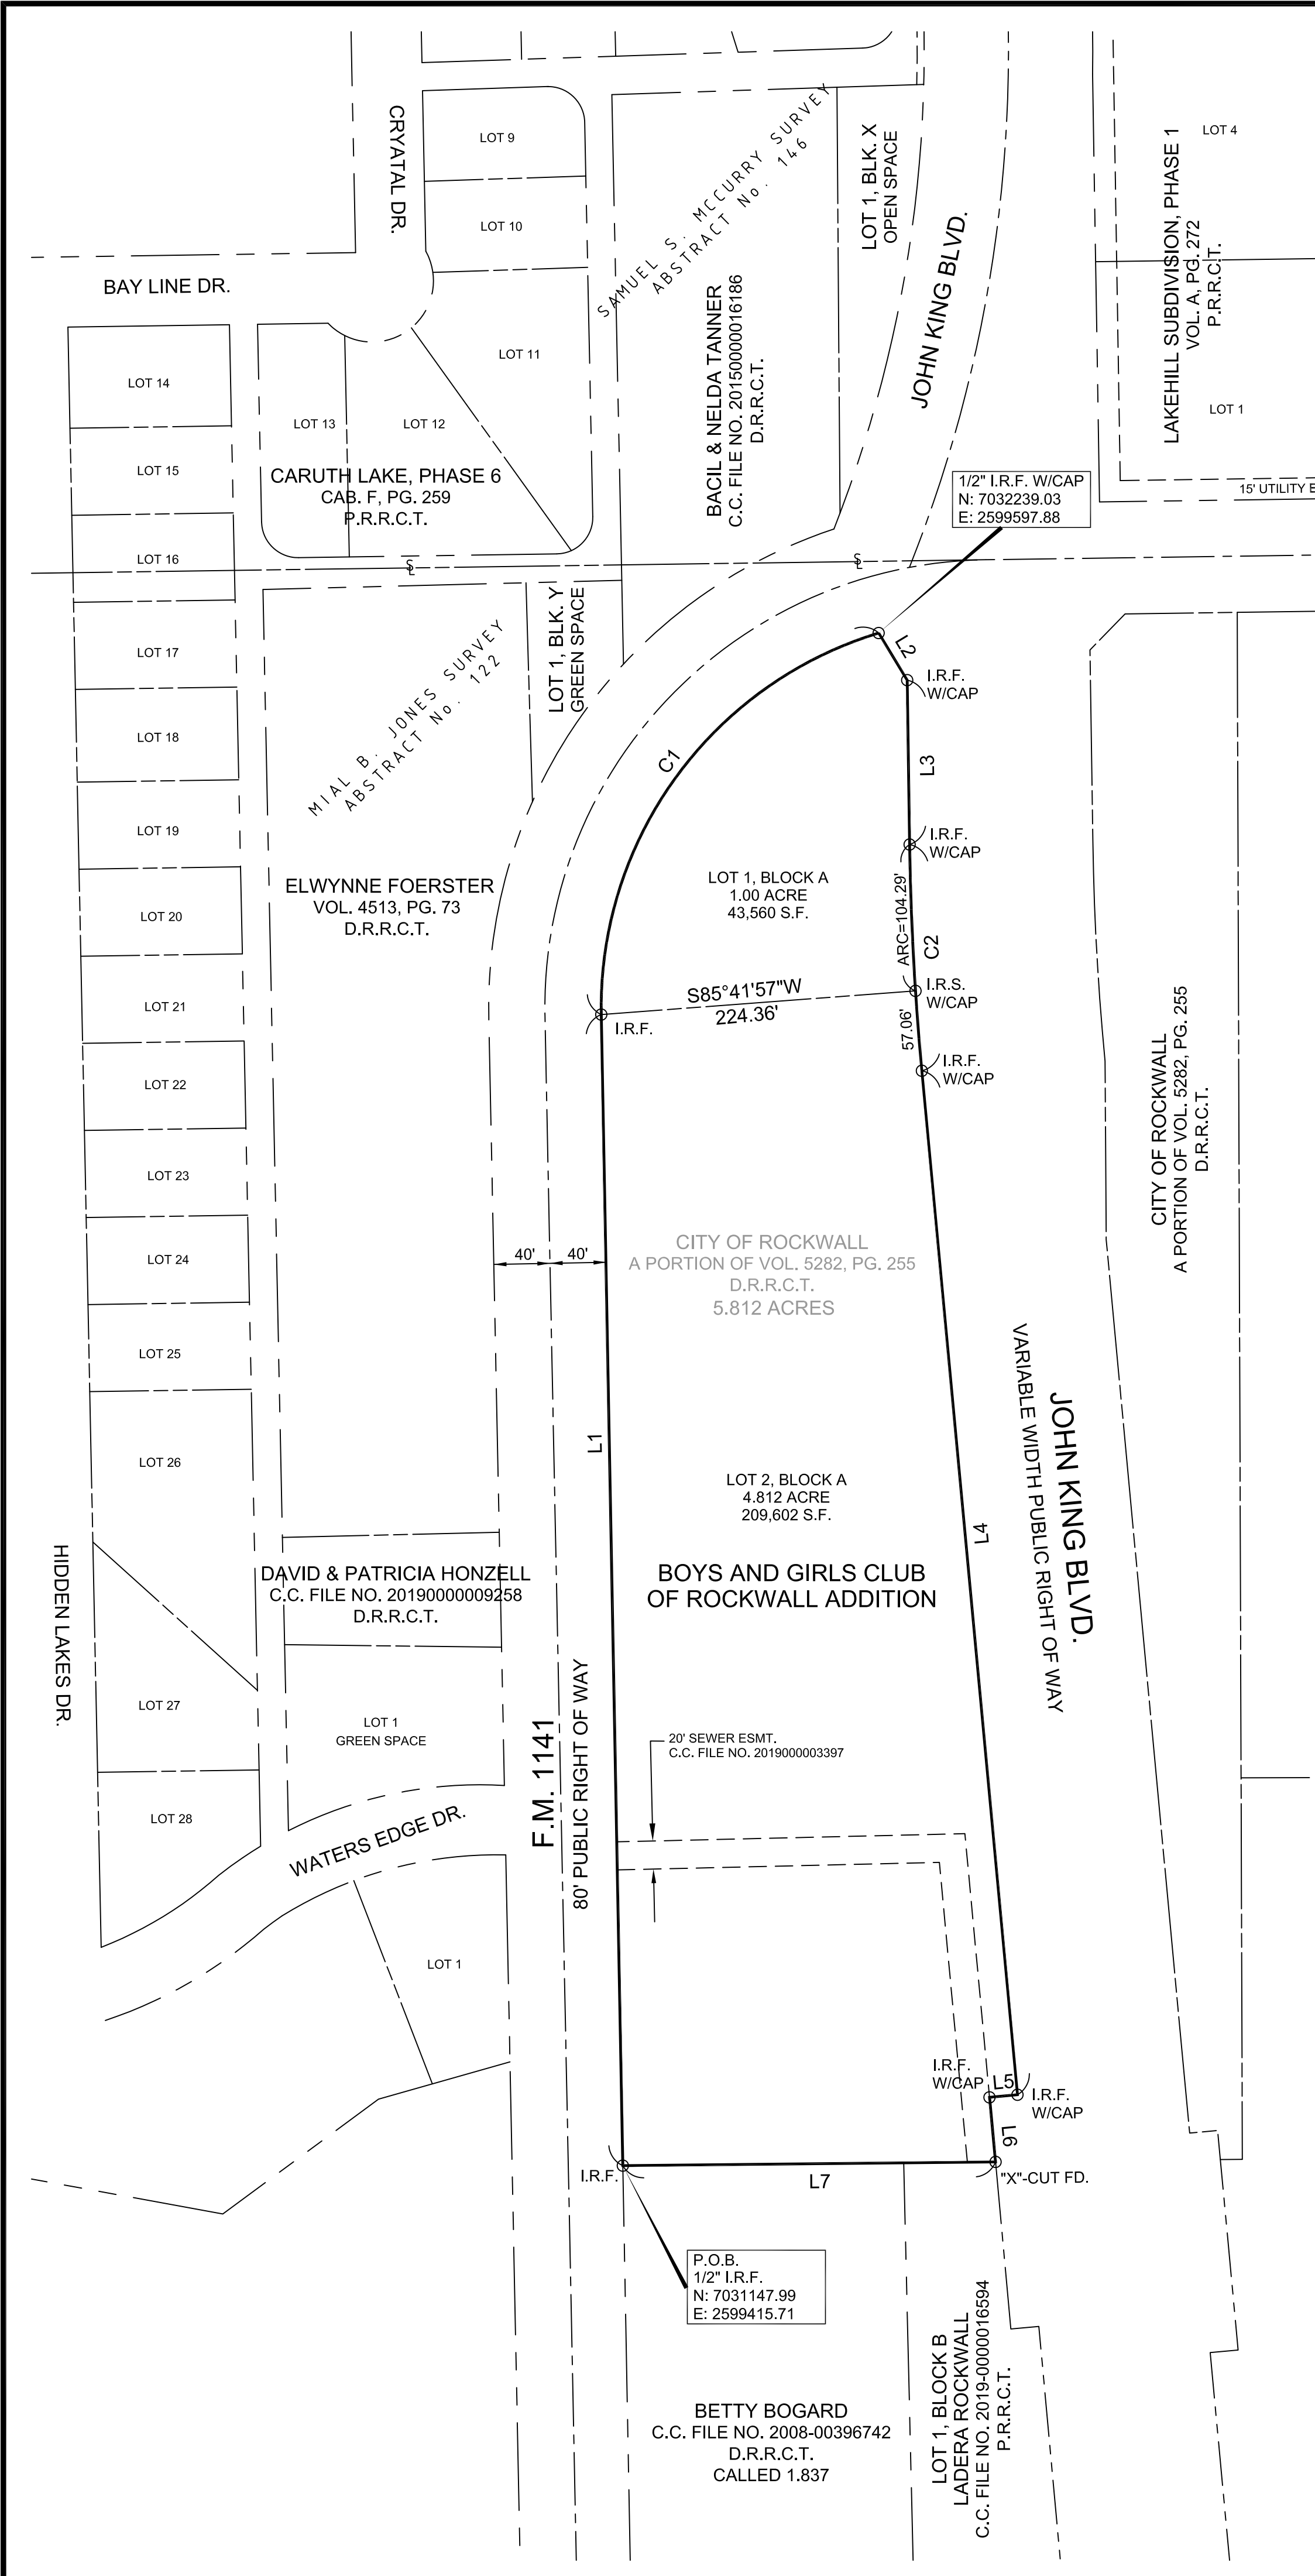 CRYATAL DR.
LOT 9
LOT 10
SAMUEL S. MCCURRY SURVEY
ABSTRACT No. 146
LOT 1, BLK. X
OPEN SPACE
JOHN KING BLVD.
LAKEHILL SUBDIVISION, PHASE 1
VOL. A, PG. 272
P.R.R.C.T.
LOT 4
BAY LINE DR.
LOT 11
BACIL & NELDA TANNER
C.C. FILE NO. 20150000016186
D.R.R.C.T.
LOT 14
LOT 13
LOT 12
LOT 1
LOT 15
CARUTH LAKE, PHASE 6
CAB. F, PG. 259
P.R.R.C.T.
1/2" I.R.F. W/CAP
N: 7032239.03
E: 2599597.88
15' UTILITY E
LOT 16
SL
SL
LOT 1, BLK. Y
GREEN SPACE
LOT 17
MIAL B. JONES SURVEY
ABSTRACT No. 122
L2
I.R.F.
W/CAP
LOT 18
C1
L3
LOT 19
I.R.F.
W/CAP
ELWYNNE FOERSTER
VOL. 4513, PG. 73
D.R.R.C.T.
LOT 1, BLOCK A
1.00 ACRE
43,560 S.F.
ARC=104.29'
C2
LOT 20
S85°41'57"W
224.36'
I.R.S.
W/CAP
LOT 21
I.R.F.
57.06'
I.R.F.
W/CAP
LOT 22
CITY OF ROCKWALL
A PORTION OF VOL. 5282, PG. 255
D.R.R.C.T.
LOT 23
LOT 24
40'
40'
CITY OF ROCKWALL
A PORTION OF VOL. 5282, PG. 255
D.R.R.C.T.
5.812 ACRES
LOT 25
L1
LOT 26
LOT 2, BLOCK A
4.812 ACRE
209,602 S.F.
L4
JOHN KING BLVD.
VARIABLE WIDTH PUBLIC RIGHT OF WAY
HIDDEN LAKES DR.
DAVID & PATRICIA HONZELL
C.C. FILE NO. 20190000009258
D.R.R.C.T.
BOYS AND GIRLS CLUB
OF ROCKWALL ADDITION
LOT 27
LOT 1
GREEN SPACE
F.M. 1141
80' PUBLIC RIGHT OF WAY
20' SEWER ESMT.
C.C. FILE NO. 2019000003397
LOT 28
WATERS EDGE DR.
LOT 1
I.R.F.
W/CAP
L5
I.R.F.
W/CAP
L6
I.R.F.
L7
"X"-CUT FD.
P.O.B.
1/2" I.R.F.
N: 7031147.99
E: 2599415.71
BETTY BOGARD
C.C. FILE NO. 2008-00396742
D.R.R.C.T.
CALLED 1.837
LOT 1, BLOCK B
LADERA ROCKWALL
C.C. FILE NO. 2019-0000016594
P.R.R.C.T.